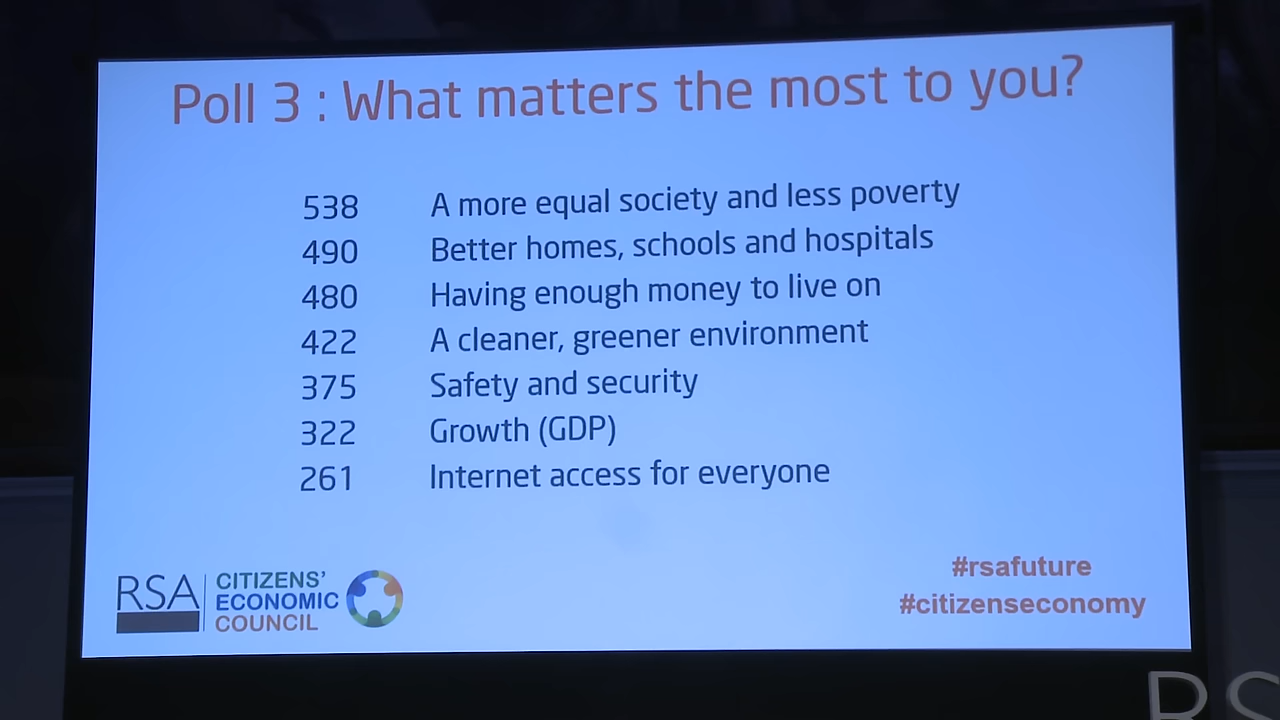 Poll 3 : What matters the most to you?
538 A more equal society and less poverty
490 Better homes, schools and hospitals
480 Having enough money to live on
422 A cleaner, greener environment
375 Safety and security
322 Growth (GDP)
261 Internet access for everyone
RSA
CITIZENS'
ECONOMIC
COUNCIL
#rsafuture
#citizenseconomy
RS